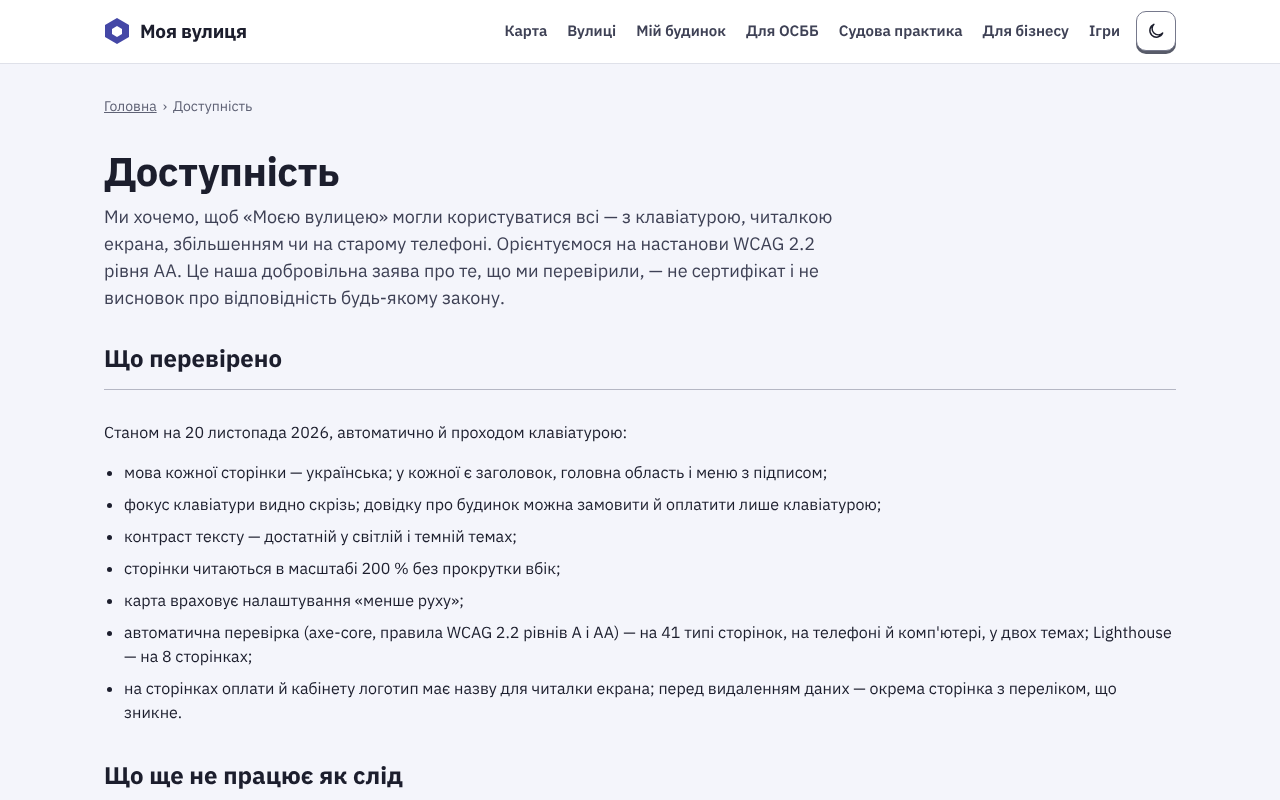 Моя вулиця
Карта Вулиці Мій будинок Для ОСББ Судова практика Для бізнесу Ігри
Головна › Доступність
Доступність
Ми хочемо, щоб «Моєю вулицею» могли користуватися всі — з клавіатурою, читалкою
екрана, збільшенням чи на старому телефоні. Орієнтуємося на настанови WCAG 2.2
рівня AA. Це наша добровільна заява про те, що ми перевірили, — не сертифікат і не
висновок про відповідність будь-якому закону.
Що перевірено
Станом на 20 листопада 2026, автоматично й проходом клавіатурою:
• мова кожної сторінки — українська; у кожної є заголовок, головна область і меню з підписом;
• фокус клавіатури видно скрізь; довідку про будинок можна замовити й оплатити лише клавіатурою;
• контраст тексту — достатній у світлій і темній темах;
• сторінки читаються в масштабі 200 % без прокрутки вбік;
• карта враховує налаштування «менше руху»;
• автоматична перевірка (axe-core, правила WCAG 2.2 рівнів A і AA) — на 41 типі сторінок, на телефоні й комп'ютері, у двох темах; Lighthouse
— на 8 сторінках;
• на сторінках оплати й кабінету логотип має назву для читалки екрана; перед видаленням даних — окрема сторінка з переліком, що
зникне.
Що ще не працює як слід